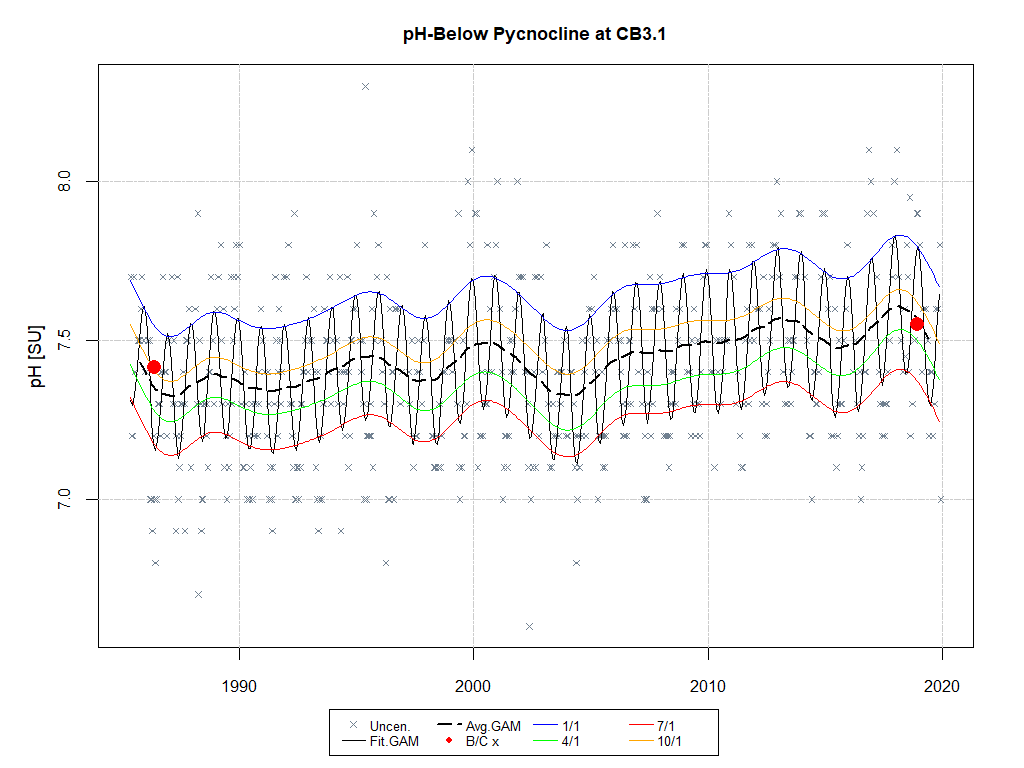 pH-Below Pycnocline at CB3.1
pH [SU]
8.0
7.5
7.0
1990 2000 2010 2020
Uncen. Avg.GAM 1/1 7/1
Fit.GAM B/C x 4/1 10/1